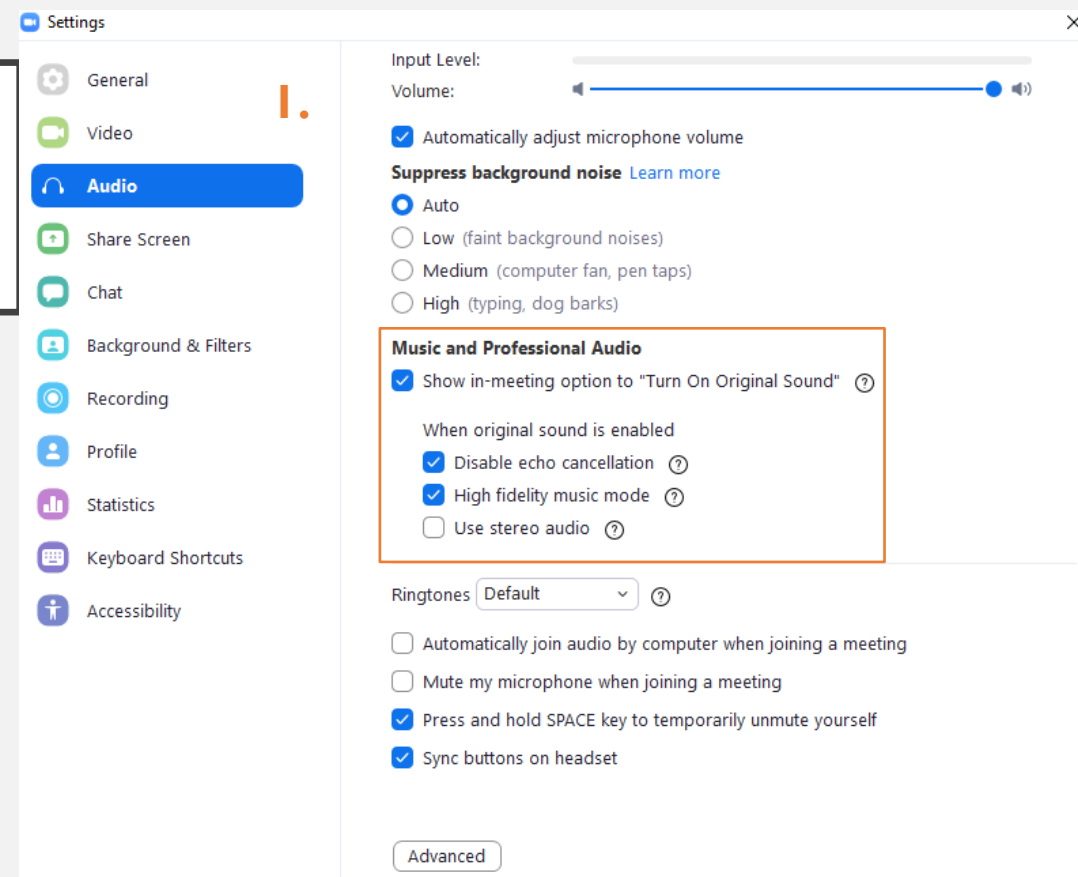 Settings
General
Video
Audio
Share Screen
Chat
Background & Filters
Recording
Profile
Statistics
Keyboard Shortcuts
Accessibility
I.
Input Level:
Volume:
Automatically adjust microphone volume
Suppress background noise Learn more
Auto
Low (faint background noises)
Medium (computer fan, pen taps)
High (typing, dog barks)
Music and Professional Audio
Show in-meeting option to "Turn On Original Sound" ?
When original sound is enabled
Disable echo cancellation ?
High fidelity music mode ?
Use stereo audio ?
Ringtones Default ?
Automatically join audio by computer when joining a meeting
Mute my microphone when joining a meeting
Press and hold SPACE key to temporarily unmute yourself
Sync buttons on headset
Advanced